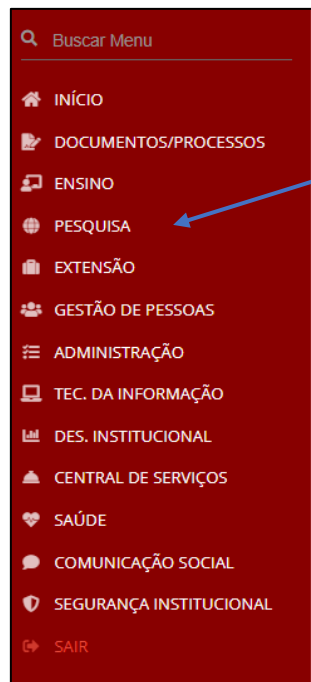 Buscar Menu
INÍCIO
DOCUMENTOS/PROCESSOS
ENSINO
PESQUISA
EXTENSÃO
GESTÃO DE PESSOAS
ADMINISTRAÇÃO
TEC. DA INFORMAÇÃO
DES. INSTITUCIONAL
CENTRAL DE SERVIÇOS
SAÚDE
COMUNICAÇÃO SOCIAL
SEGURANÇA INSTITUCIONAL
SAIR